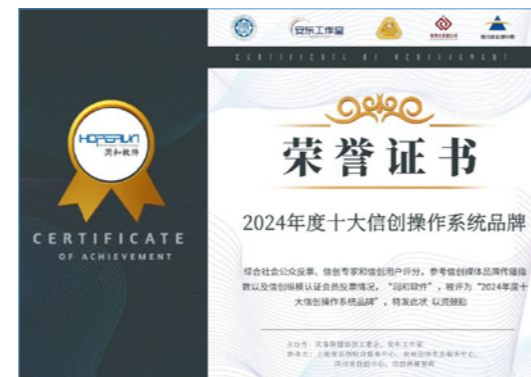 安东工作室
CERTIFICATE OF ACHIEVEMENT
HOPERUN
润和软件
CERTIFICATE
OF ACHIEVEMENT
荣誉证书
2024年度十大信创操作系统品牌
综合社会公众投票、信创专家和信创用户评分，参考信创媒体品牌传播指
数以及信创纵横认证会员投票情况，“润和软件”，被评为“2024年度十
大信创操作系统品牌”，特发此状 以资鼓励